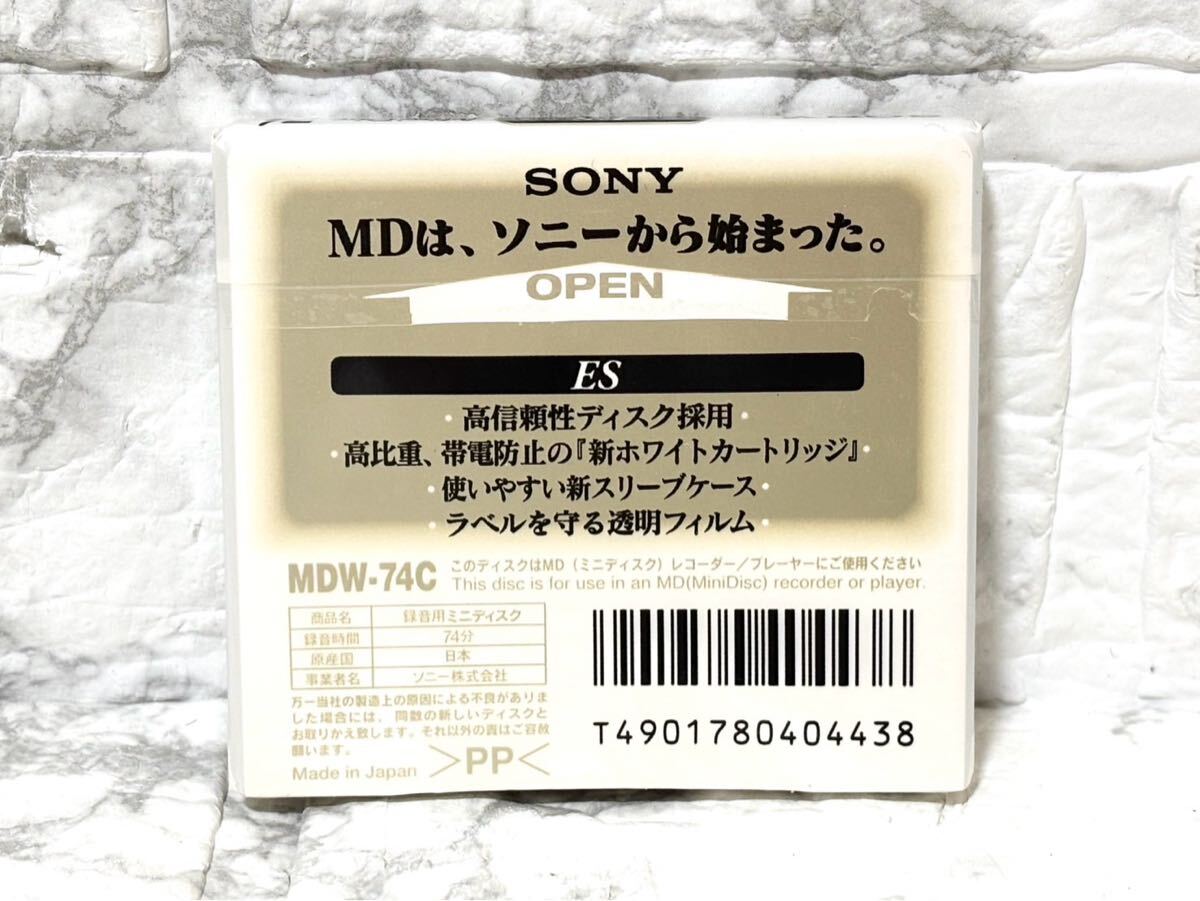 SONY
MDは、ソニーから始まった。
OPEN
ES
・高信頼性ディスク採用・
・高比重、帯電防止の『新ホワイトカートリッジ』・
・使いやすい新スリーブケース・
・ラベルを守る透明フィルム・
MDW-74C
このディスクはMD（ミニディスク）レコーダー／プレーヤーにご使用ください
This disc is for use in an MD(MiniDisc) recorder or player.
商品名 録音用ミニディスク
録音時間 74分
原産国 日本
事業者名 ソニー株式会社
万一当社の製造上の原因による不良がありま
した場合には、同数の新しいディスクと
お取りかえ致します。それ以外の責はご容赦
願います。
Made in Japan
>PP<
T4901780404438